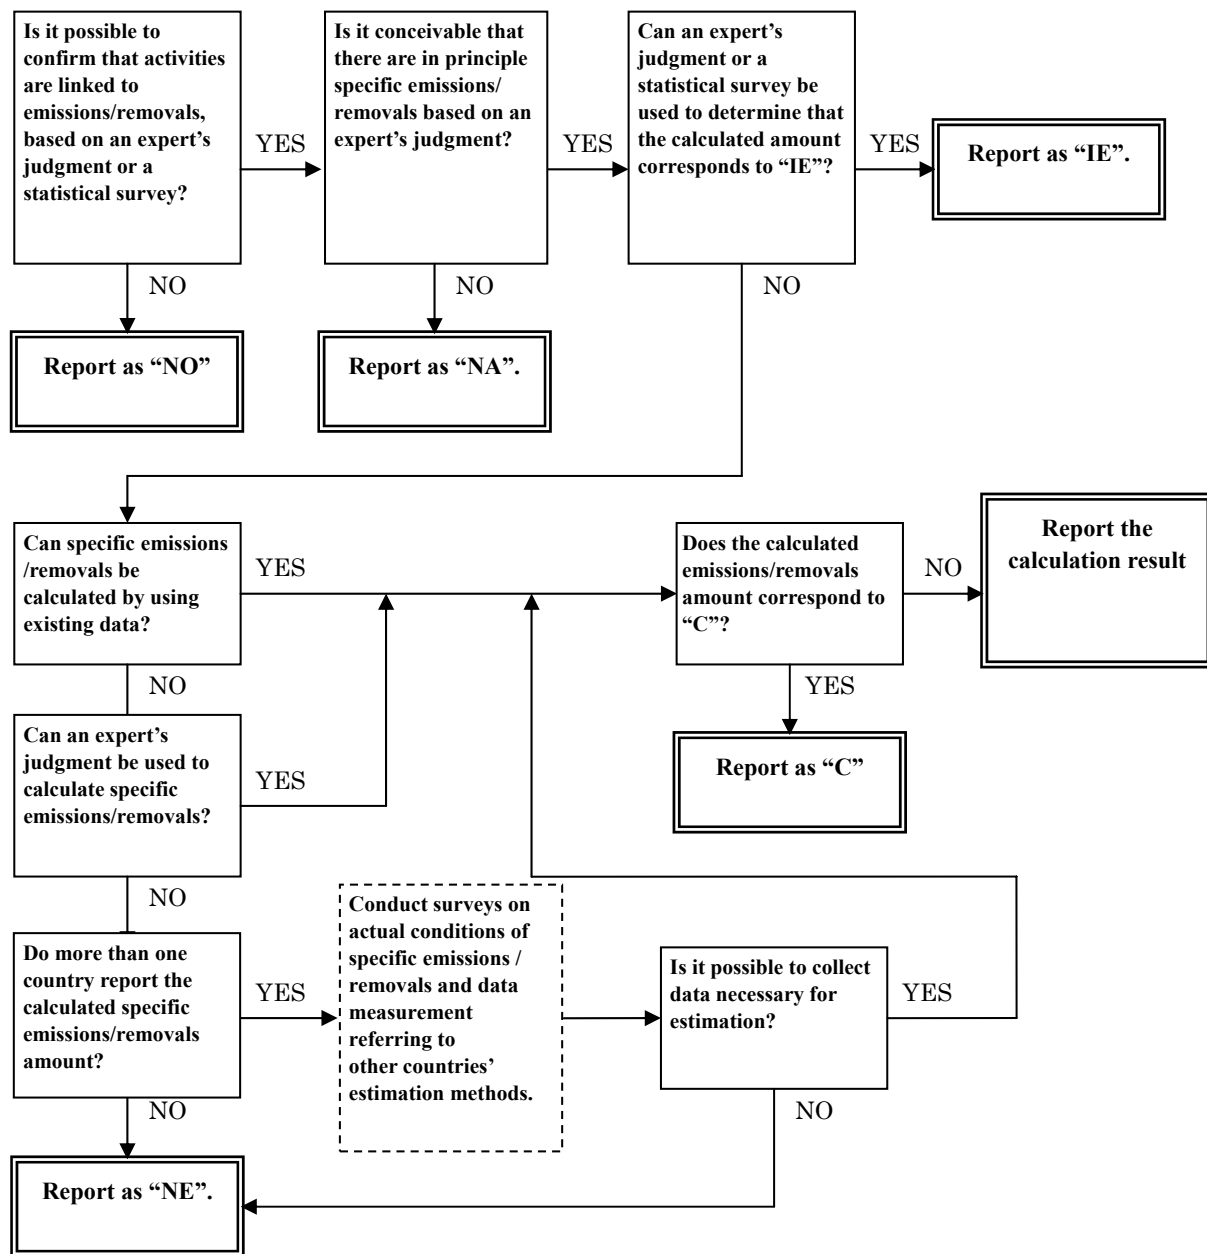 Is it possible to
confirm that activities
are linked to
emissions/removals,
based on an expert’s
judgment or a
statistical survey?
YES
Is it conceivable that
there are in principle
specific emissions/
removals based on an
expert’s judgment?
YES
Can an expert’s
judgment or a
statistical survey be
used to determine that
the calculated amount
corresponds to “IE”?
YES
Report as “IE”.
NO
NO
NO
Report as “NO”
Report as “NA”.
Can specific emissions
/removals be
calculated by using
existing data?
YES
Does the calculated
emissions/removals
amount correspond to
“C”?
NO
Report the
calculation result
NO
YES
Can an expert’s
judgment be used to
calculate specific
emissions/removals?
YES
Report as “C”
NO
Do more than one
country report the
calculated specific
emissions/removals
amount?
YES
Conduct surveys on
actual conditions of
specific emissions /
removals and data
measurement
referring to
other countries’
estimation methods.
Is it possible to collect
data necessary for
estimation?
YES
NO
NO
Report as “NE”.